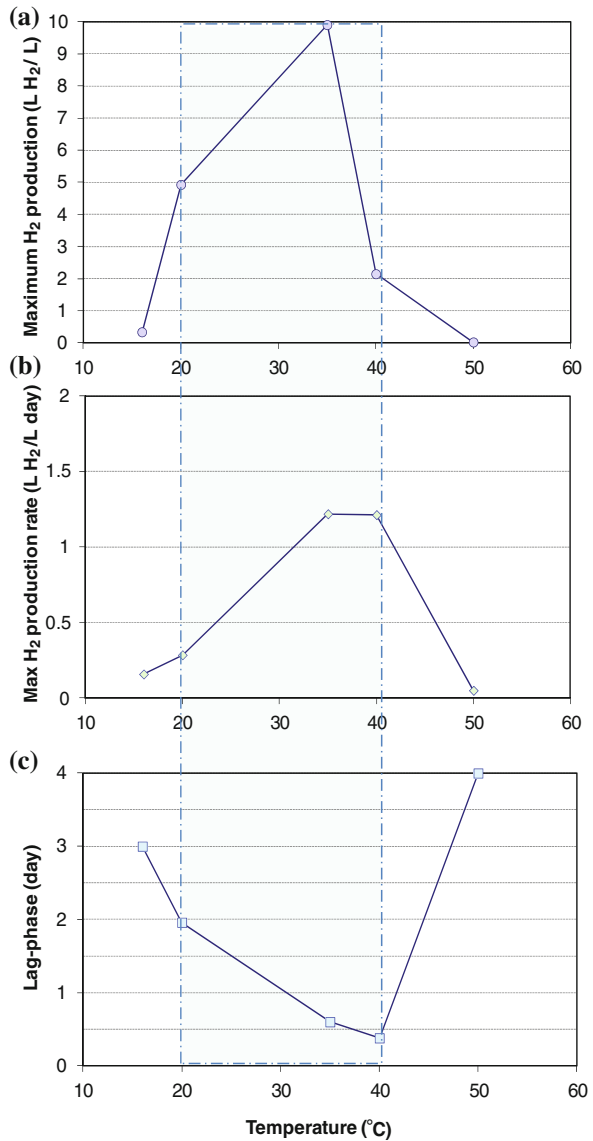 (a)
Maximum H2 production (L H2/ L)
10
9
8
7
6
5
4
3
2
1
0
10 20 30 40 50 60
(b)
Max H2 production rate (L H2/L day)
2
1.5
1
0.5
0
10 20 30 40 50 60
(c)
Lag-phase (day)
4
3
2
1
0
10 20 30 40 50 60
Temperature (°C)